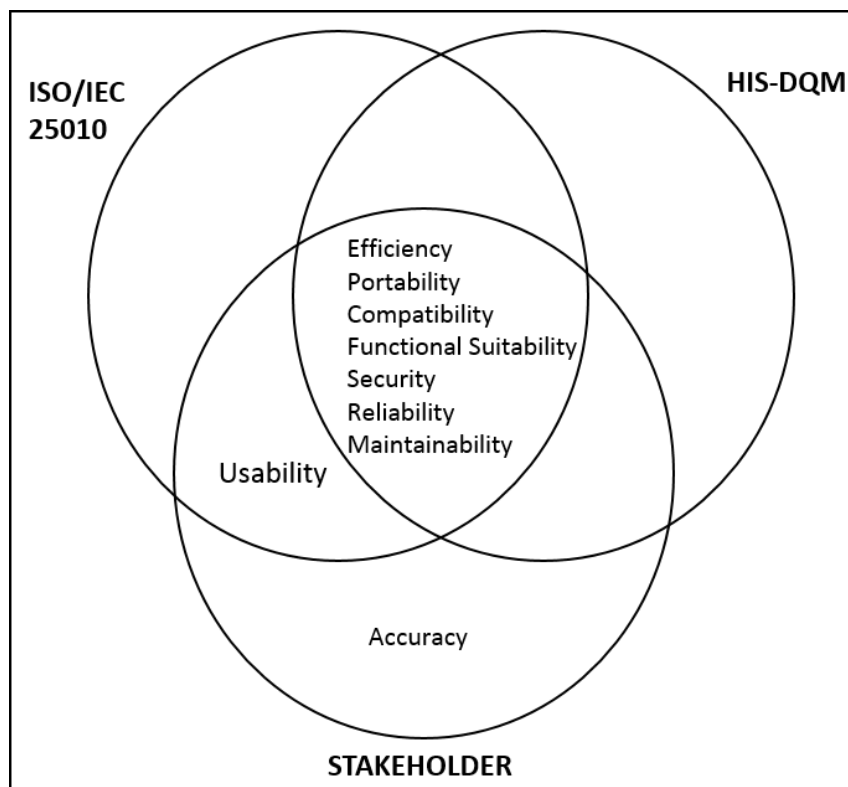 ISO/IEC
25010
HIS-DQM
Efficiency
Portability
Compatibility
Functional Suitability
Security
Reliability
Maintainability
Usability
Accuracy
STAKEHOLDER